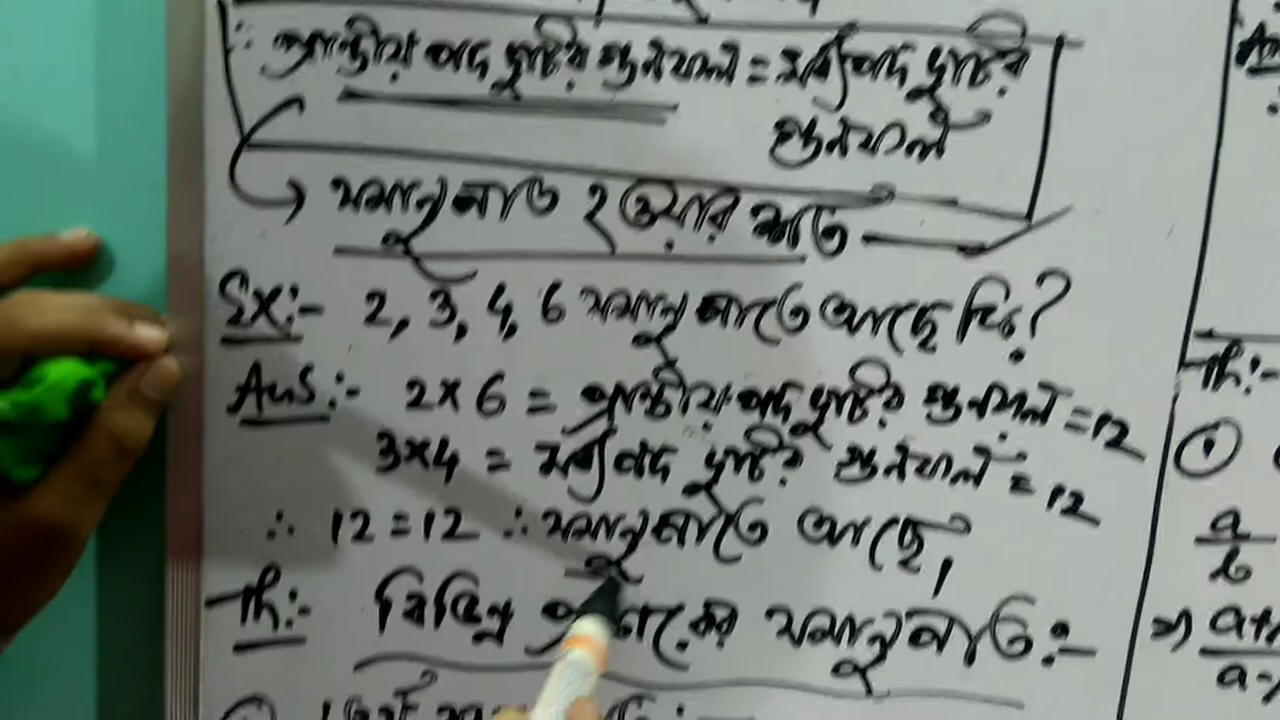 ∴ প্রান্তীয় পদ দুটির গুনফল = মধ্যপদ দুটির
গুনফল
সমানুপাত হওয়ার শর্ত
Ex:- 2, 3, 4, 6 সমানুপাতে আছে কি?
Ans:- 2×6 = প্রান্তীয় পদ দুটির গুনফল = 12
3×4 = মধ্যপদ দুটির গুনফল = 12
∴ 12 = 12 ∴ সমানুপাতে আছে,
Th:- বিভিন্ন প্রকারের সমানুপাত:-
Th:-
①
a
b